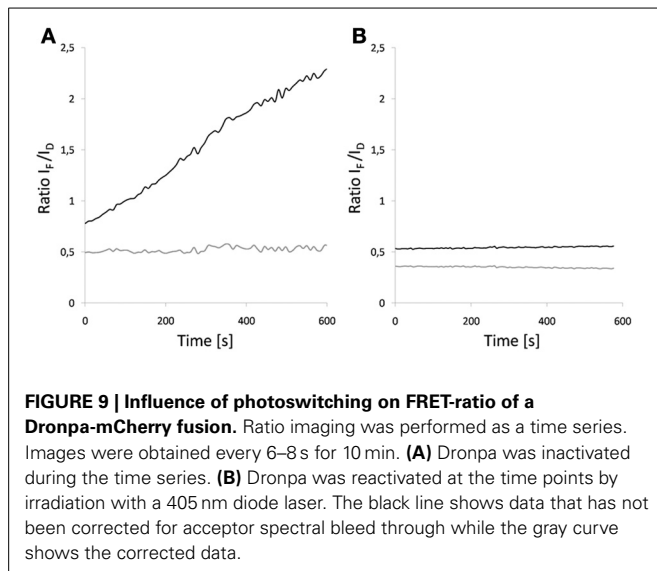 A
B
2,5
2
1,5
1
0,5
0
Ratio I_F/I_D
0
200
400
600
Time [s]
2,5
2
1,5
1
0,5
0
Ratio I_F/I_D
0
200
400
600
Time [s]
FIGURE 9 | Influence of photoswitching on FRET-ratio of a
Dronpa-mCherry fusion. Ratio imaging was performed as a time series.
Images were obtained every 6–8 s for 10 min. (A) Dronpa was inactivated
during the time series. (B) Dronpa was reactivated at the time points by
irradiation with a 405 nm diode laser. The black line shows data that has not
been corrected for acceptor spectral bleed through while the gray curve
shows the corrected data.